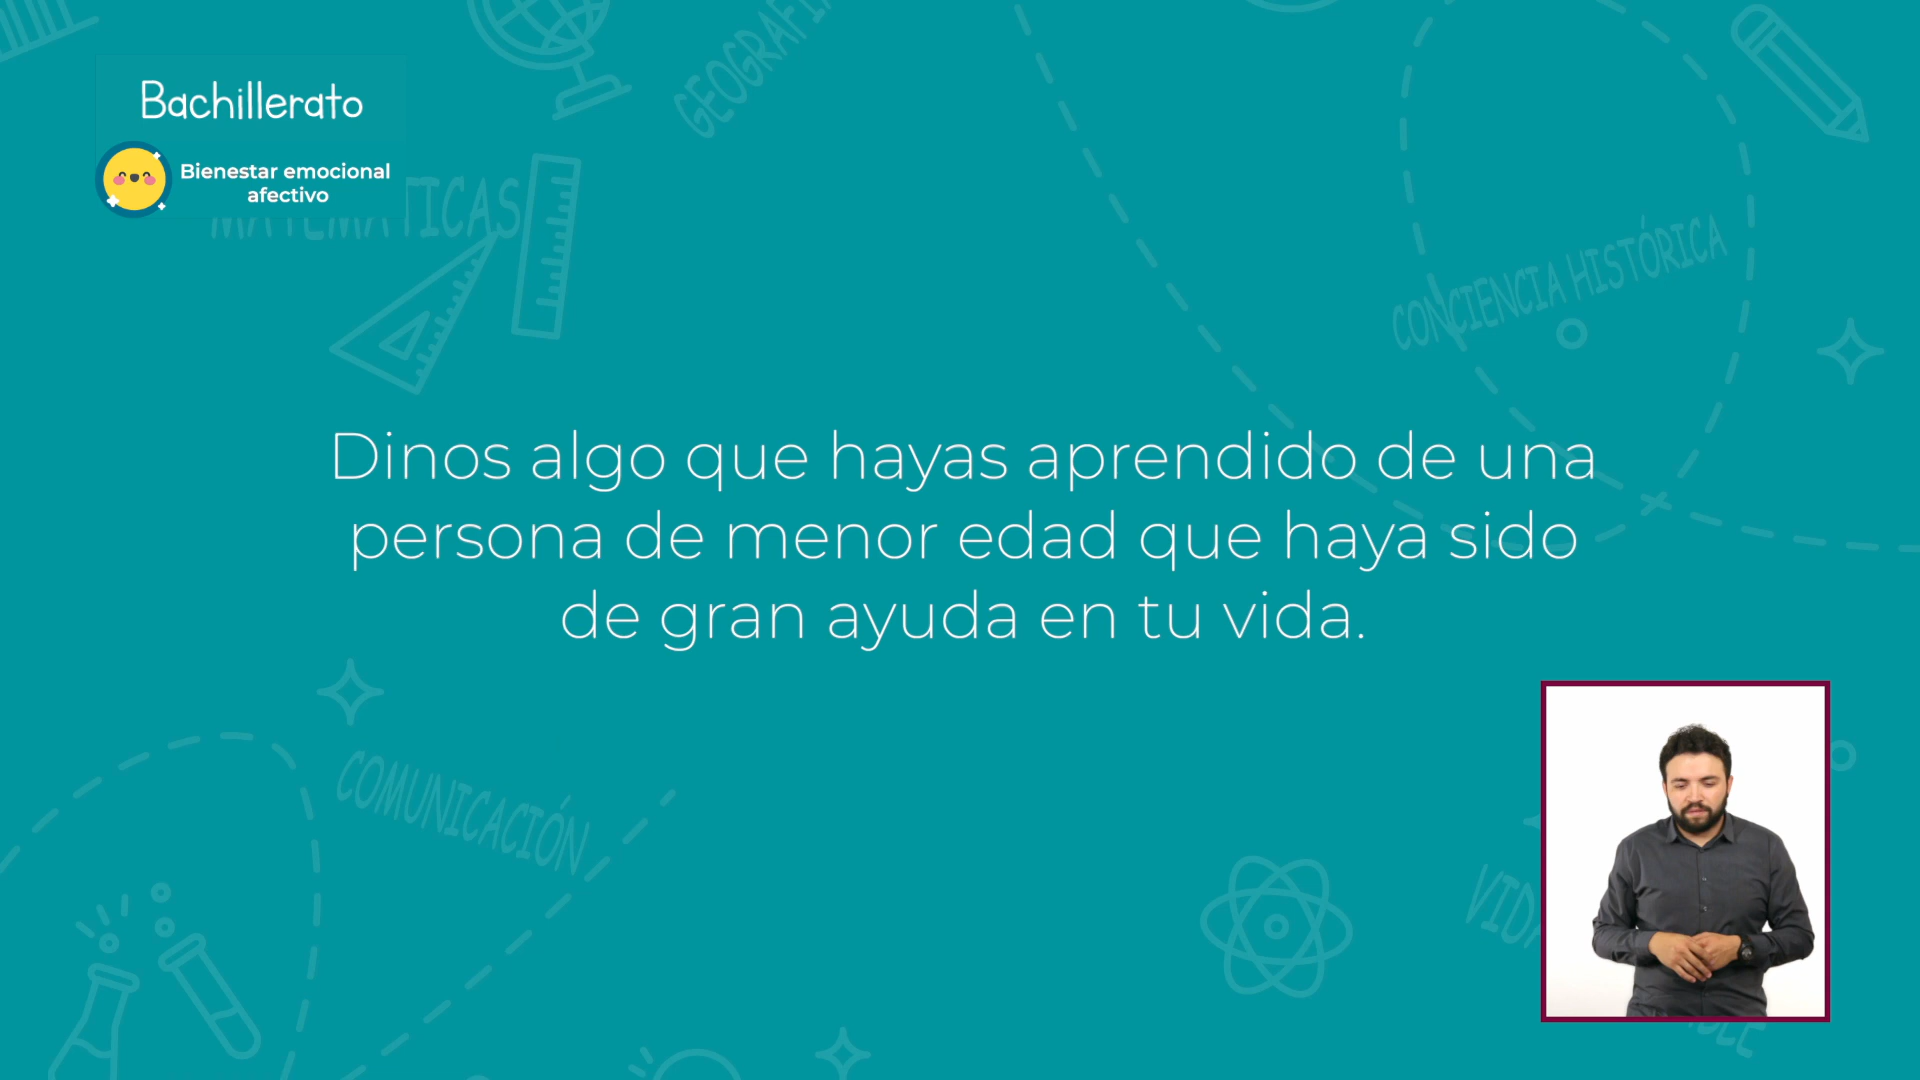 GEOGRAFÍA
Bachillerato
Bienestar emocional
afectivo
MATEMÁTICAS
CONCIENCIA HISTÓRICA
Dinos algo que hayas aprendido de una
persona de menor edad que haya sido
de gran ayuda en tu vida.
COMUNICACIÓN